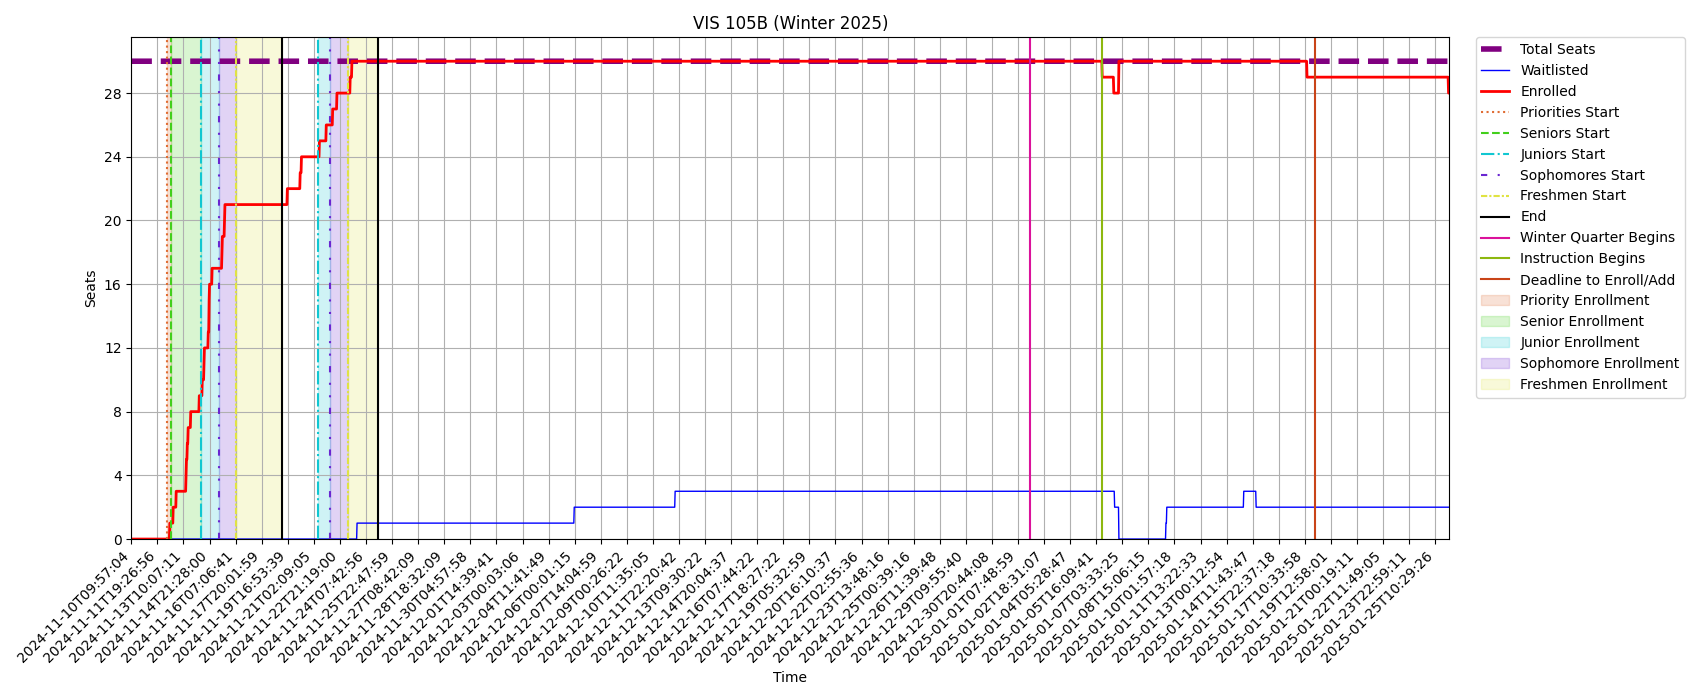 VIS 105B (Winter 2025)
Seats
28
24
20
16
12
8
4
0
2024-11-10T09:57:04
2024-11-11T19:26:56
2024-11-13T10:07:11
2024-11-14T21:28:00
2024-11-16T07:06:41
2024-11-17T20:01:59
2024-11-19T16:53:39
2024-11-21T02:09:05
2024-11-22T21:19:00
2024-11-24T07:42:56
2024-11-25T22:47:59
2024-11-27T08:42:09
2024-11-28T18:32:09
2024-11-30T04:57:58
2024-12-01T14:39:41
2024-12-03T00:03:06
2024-12-04T11:41:49
2024-12-06T00:01:15
2024-12-07T14:04:59
2024-12-09T00:26:22
2024-12-10T11:35:05
2024-12-11T22:20:42
2024-12-13T09:30:22
2024-12-14T20:04:37
2024-12-16T07:44:22
2024-12-17T18:27:22
2024-12-19T05:32:59
2024-12-20T16:10:37
2024-12-22T02:55:36
2024-12-23T13:48:16
2024-12-25T00:39:16
2024-12-26T11:39:48
2024-12-29T09:55:40
2024-12-30T20:44:08
2025-01-01T07:48:59
2025-01-02T18:31:07
2025-01-04T05:28:47
2025-01-05T16:09:41
2025-01-07T03:33:25
2025-01-08T15:06:15
2025-01-10T01:57:18
2025-01-11T13:22:33
2025-01-13T00:12:54
2025-01-14T11:43:47
2025-01-15T22:37:18
2025-01-17T10:33:58
2025-01-19T12:58:01
2025-01-21T00:19:11
2025-01-22T11:49:05
2025-01-23T22:59:11
2025-01-25T10:29:26
Time
Total Seats
Waitlisted
Enrolled
Priorities Start
Seniors Start
Juniors Start
Sophomores Start
Freshmen Start
End
Winter Quarter Begins
Instruction Begins
Deadline to Enroll/Add
Priority Enrollment
Senior Enrollment
Junior Enrollment
Sophomore Enrollment
Freshmen Enrollment